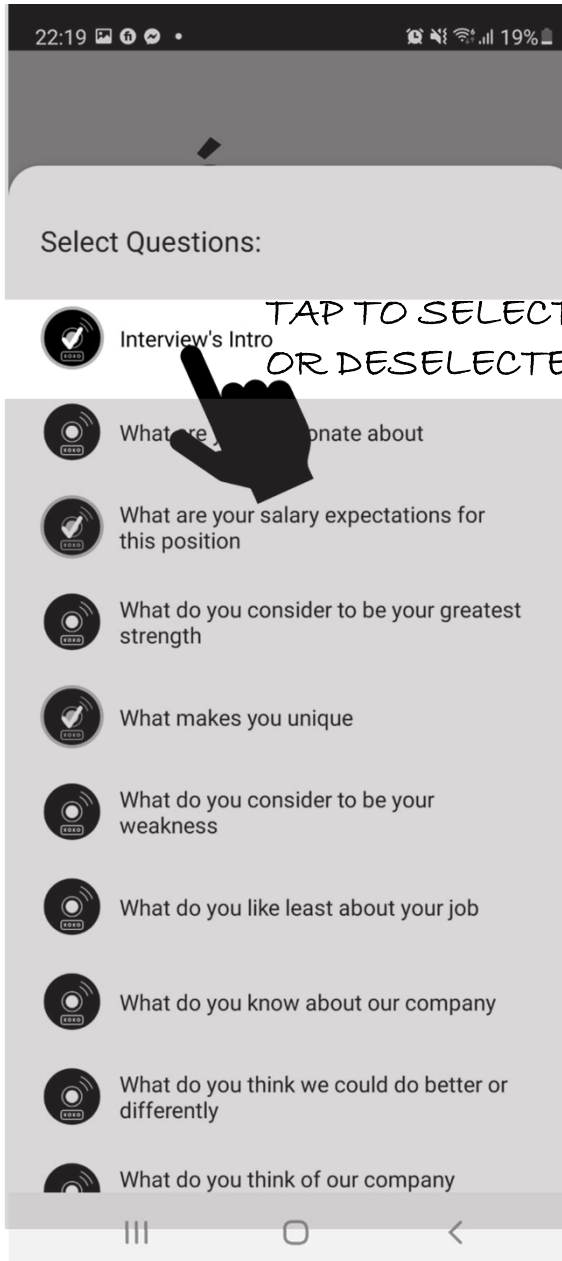 22:19
19%
Select Questions:
TAP TO SELECT
Interview's Intro
OR DESELECTE
What are
onate about
What are your salary expectations for
this position
What do you consider to be your greatest
strength
What makes you unique
What do you consider to be your
weakness
What do you like least about your job
What do you know about our company
What do you think we could do better or
differently
What do you think of our company